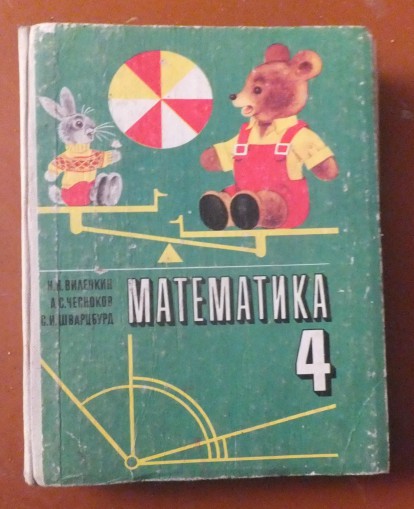 Н.Я. ВИЛЕНКИН
А.С. ЧЕСНОКОВ
С.И. ШВАРЦБУРД
МАТЕМАТИКА
4